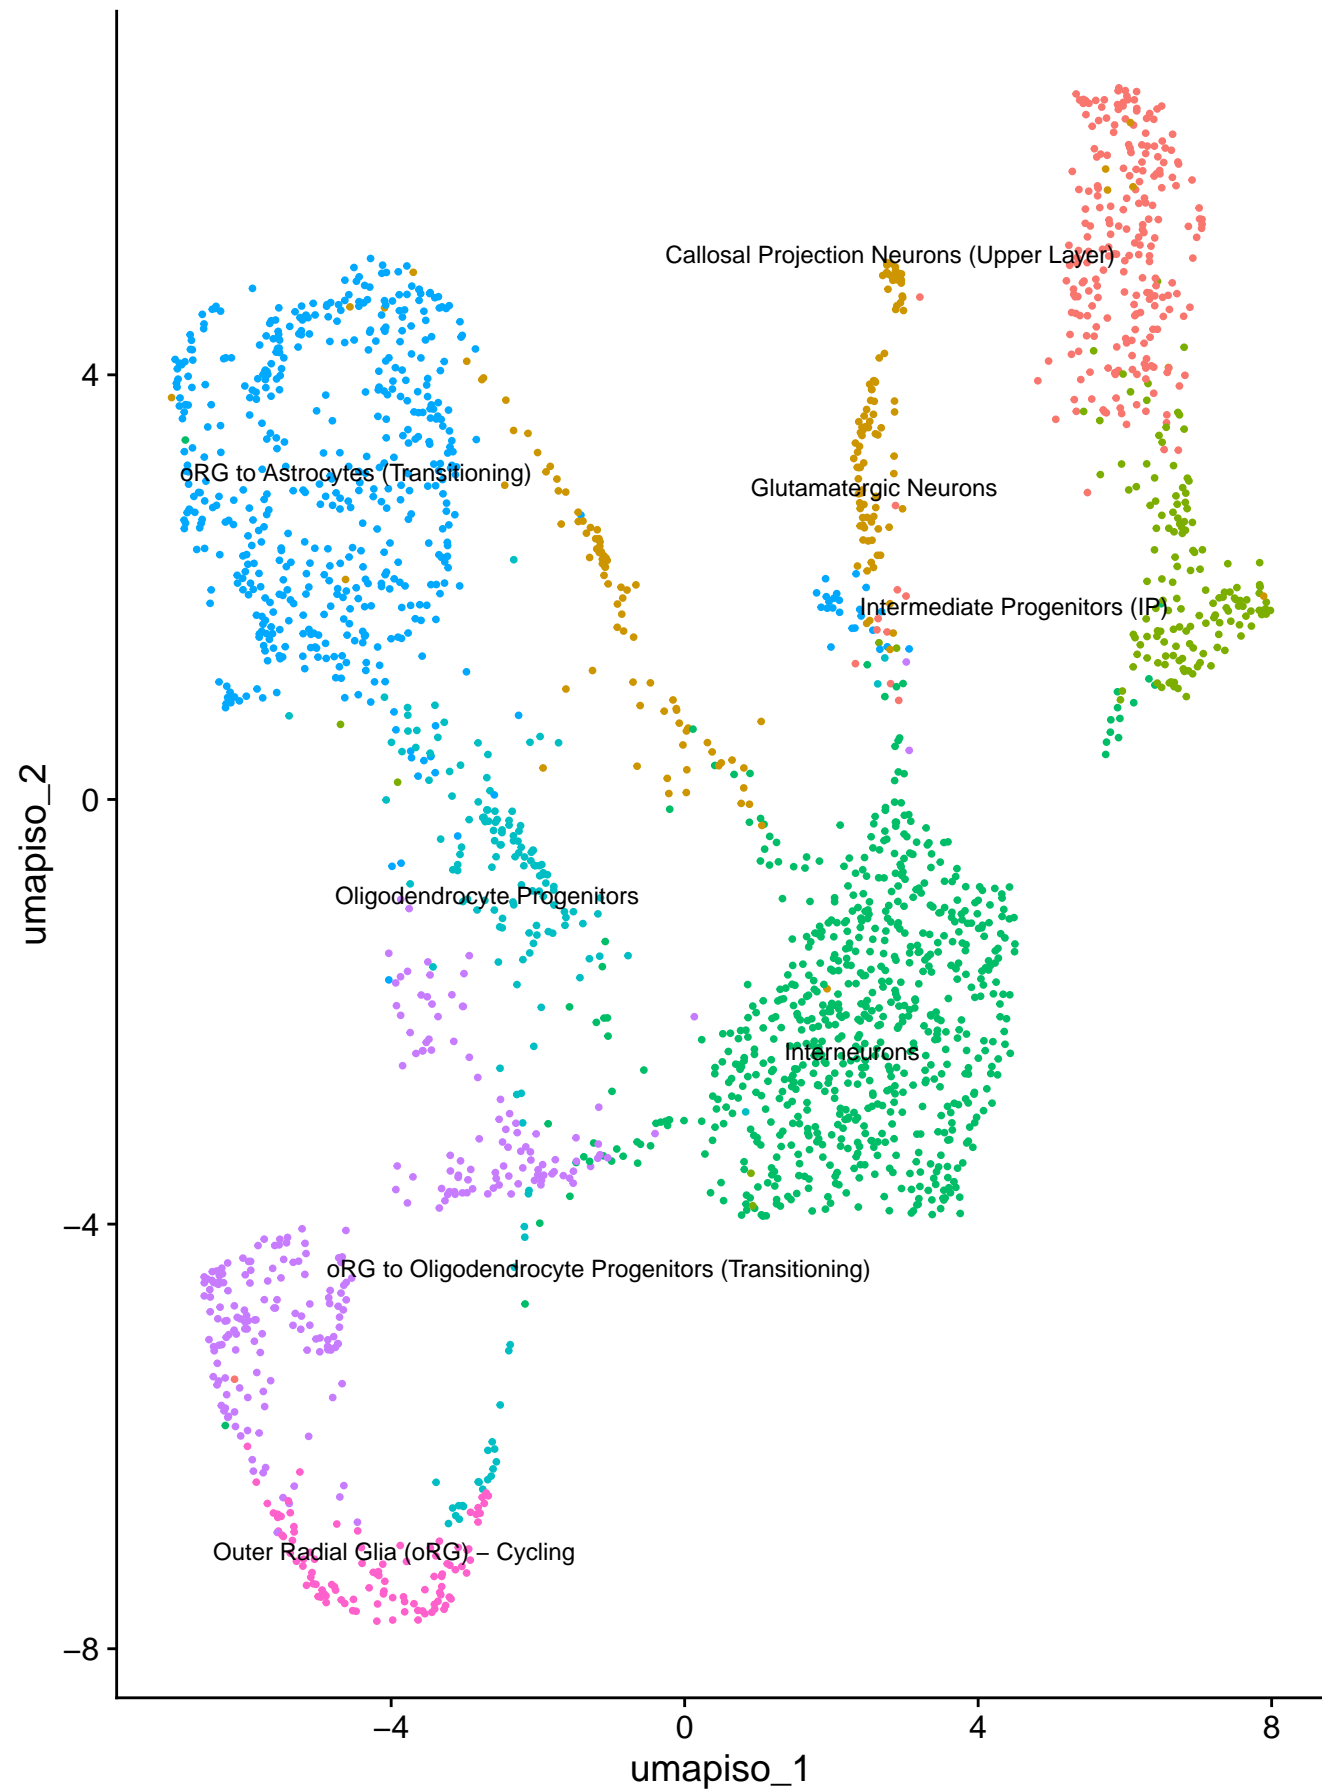 Callosal Projection Neurons (Upper Layer)
4
oRG to Astrocytes (Transitioning)
Glutamatergic Neurons
Intermediate Progenitors (IP)
umapiso_2
0
Oligodendrocyte Progenitors
Interneurons
−4
oRG to Oligodendrocyte Progenitors (Transitioning)
Outer Radial Glia (oRG) − Cycling
−8
−4 0 4 8
umapiso_1